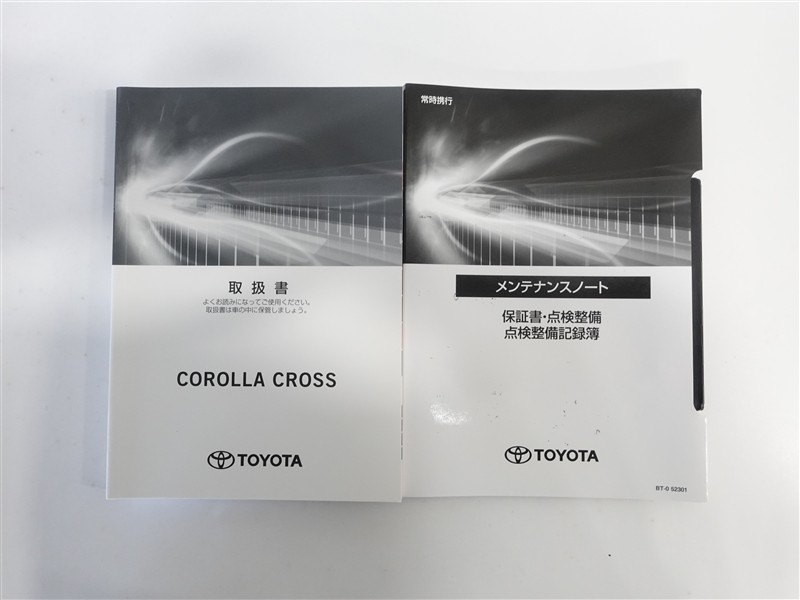 取扱書
よくお読みになってご使用ください。
取扱書は車の中に保管しましょう。
COROLLA CROSS
TOYOTA
常時携行
メンテナンスノート
保証書・点検整備
点検整備記録簿
TOYOTA
BT-0 52301